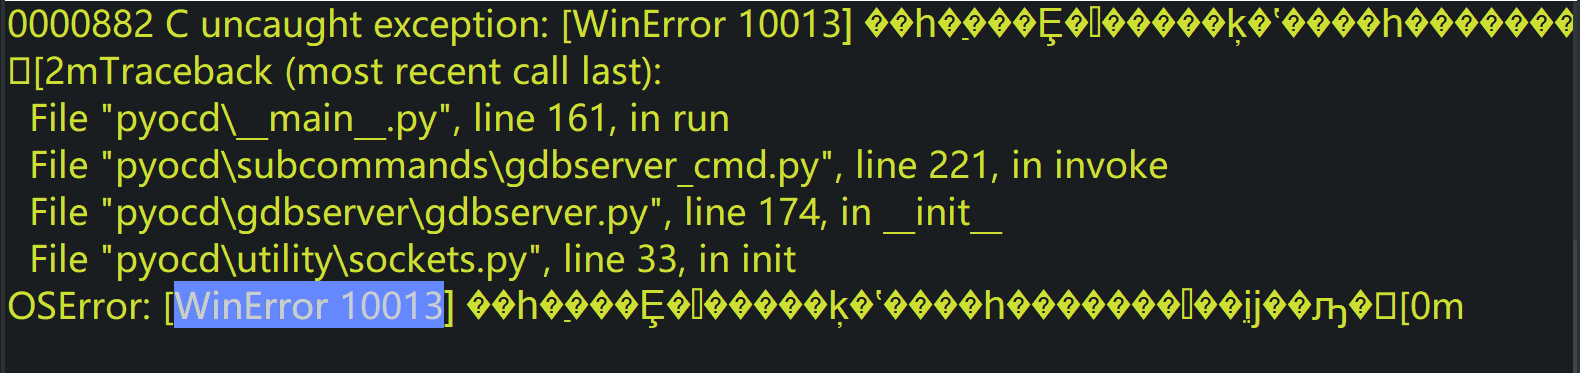 0000882 C uncaught exception: [WinError 10013] ��h�ֻ����Ȩ�޲�����ķ�ʽ����h�������
[2mTraceback (most recent call last):
File "pyocd\__main__.py", line 161, in run
File "pyocd\subcommands\gdbserver_cmd.py", line 221, in invoke
File "pyocd\gdbserver\gdbserver.py", line 174, in __init__
File "pyocd\utility\sockets.py", line 33, in init
OSError: [WinError 10013] [0m